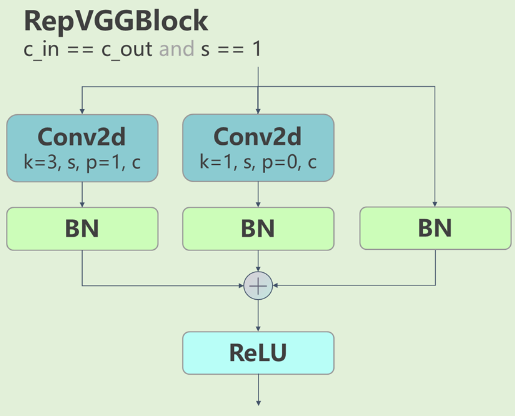 RepVGGBlock
c_in == c_out and s == 1
Conv2d
k=3, s, p=1, c
Conv2d
k=1, s, p=0, c
BN
BN
BN
+
ReLU